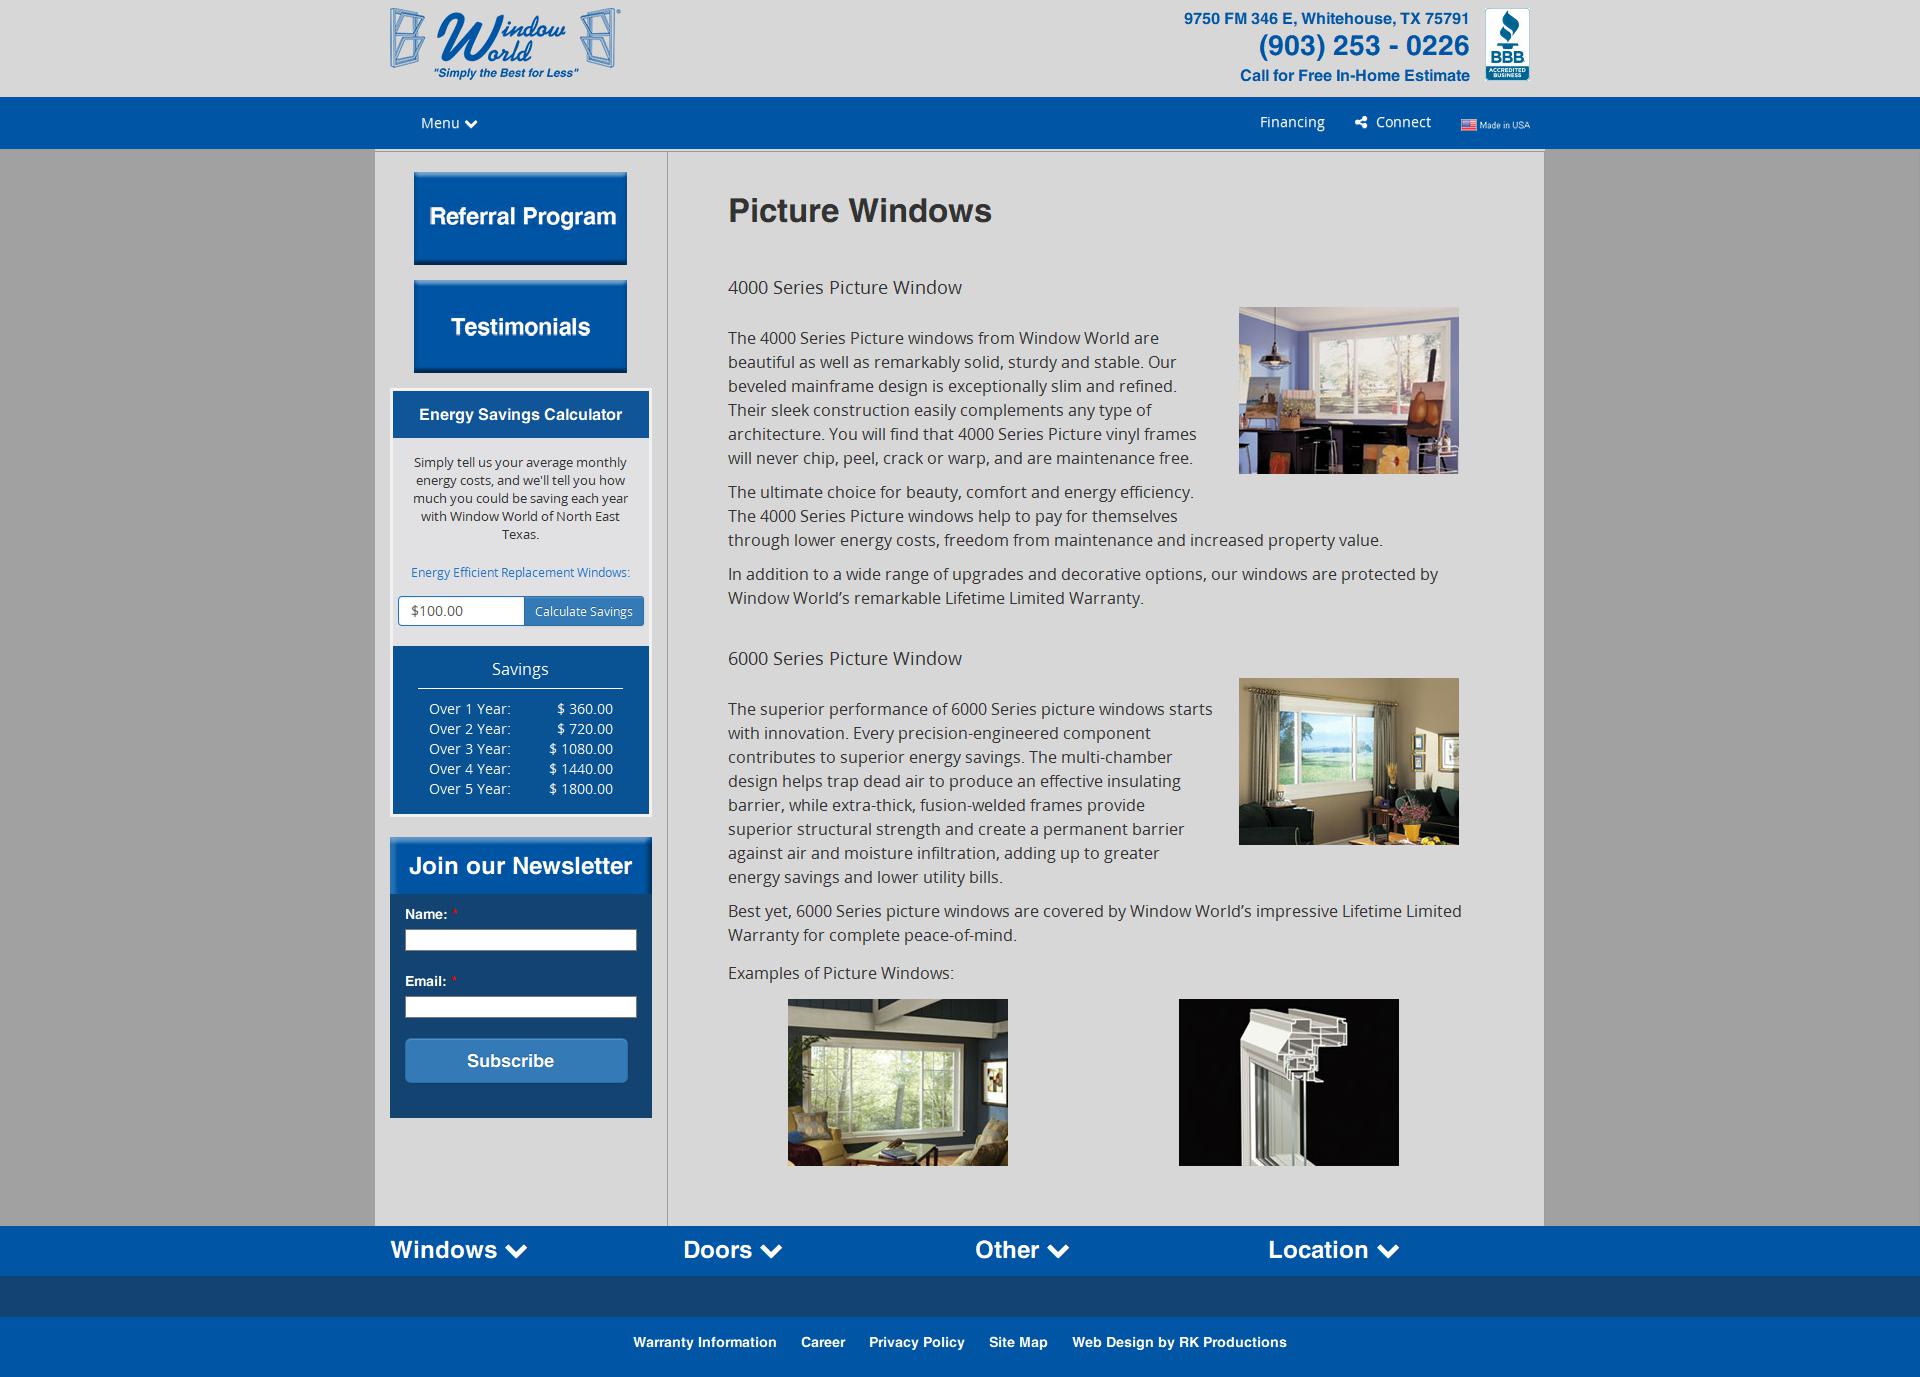 Window World
"Simply the Best for Less"
9750 FM 346 E, Whitehouse, TX 75791
(903) 253 - 0226
Call for Free In-Home Estimate
BBB
ACCREDITED
BUSINESS
Menu
Financing
Connect
Made in USA
Referral Program
Testimonials
Energy Savings Calculator
Simply tell us your average monthly
energy costs, and we'll tell you how
much you could be saving each year
with Window World of North East
Texas.
Energy Efficient Replacement Windows:
$100.00 Calculate Savings
Savings
Over 1 Year: $ 360.00
Over 2 Year: $ 720.00
Over 3 Year: $ 1080.00
Over 4 Year: $ 1440.00
Over 5 Year: $ 1800.00
Join our Newsletter
Name: *
Email: *
Subscribe
Picture Windows
4000 Series Picture Window
The 4000 Series Picture windows from Window World are
beautiful as well as remarkably solid, sturdy and stable. Our
beveled mainframe design is exceptionally slim and refined.
Their sleek construction easily complements any type of
architecture. You will find that 4000 Series Picture vinyl frames
will never chip, peel, crack or warp, and are maintenance free.
The ultimate choice for beauty, comfort and energy efficiency.
The 4000 Series Picture windows help to pay for themselves
through lower energy costs, freedom from maintenance and increased property value.
In addition to a wide range of upgrades and decorative options, our windows are protected by
Window World’s remarkable Lifetime Limited Warranty.
6000 Series Picture Window
The superior performance of 6000 Series picture windows starts
with innovation. Every precision-engineered component
contributes to superior energy savings. The multi-chamber
design helps trap dead air to produce an effective insulating
barrier, while extra-thick, fusion-welded frames provide
superior structural strength and create a permanent barrier
against air and moisture infiltration, adding up to greater
energy savings and lower utility bills.
Best yet, 6000 Series picture windows are covered by Window World’s impressive Lifetime Limited
Warranty for complete peace-of-mind.
Examples of Picture Windows:
Windows
Doors
Other
Location
Warranty Information Career Privacy Policy Site Map Web Design by RK Productions